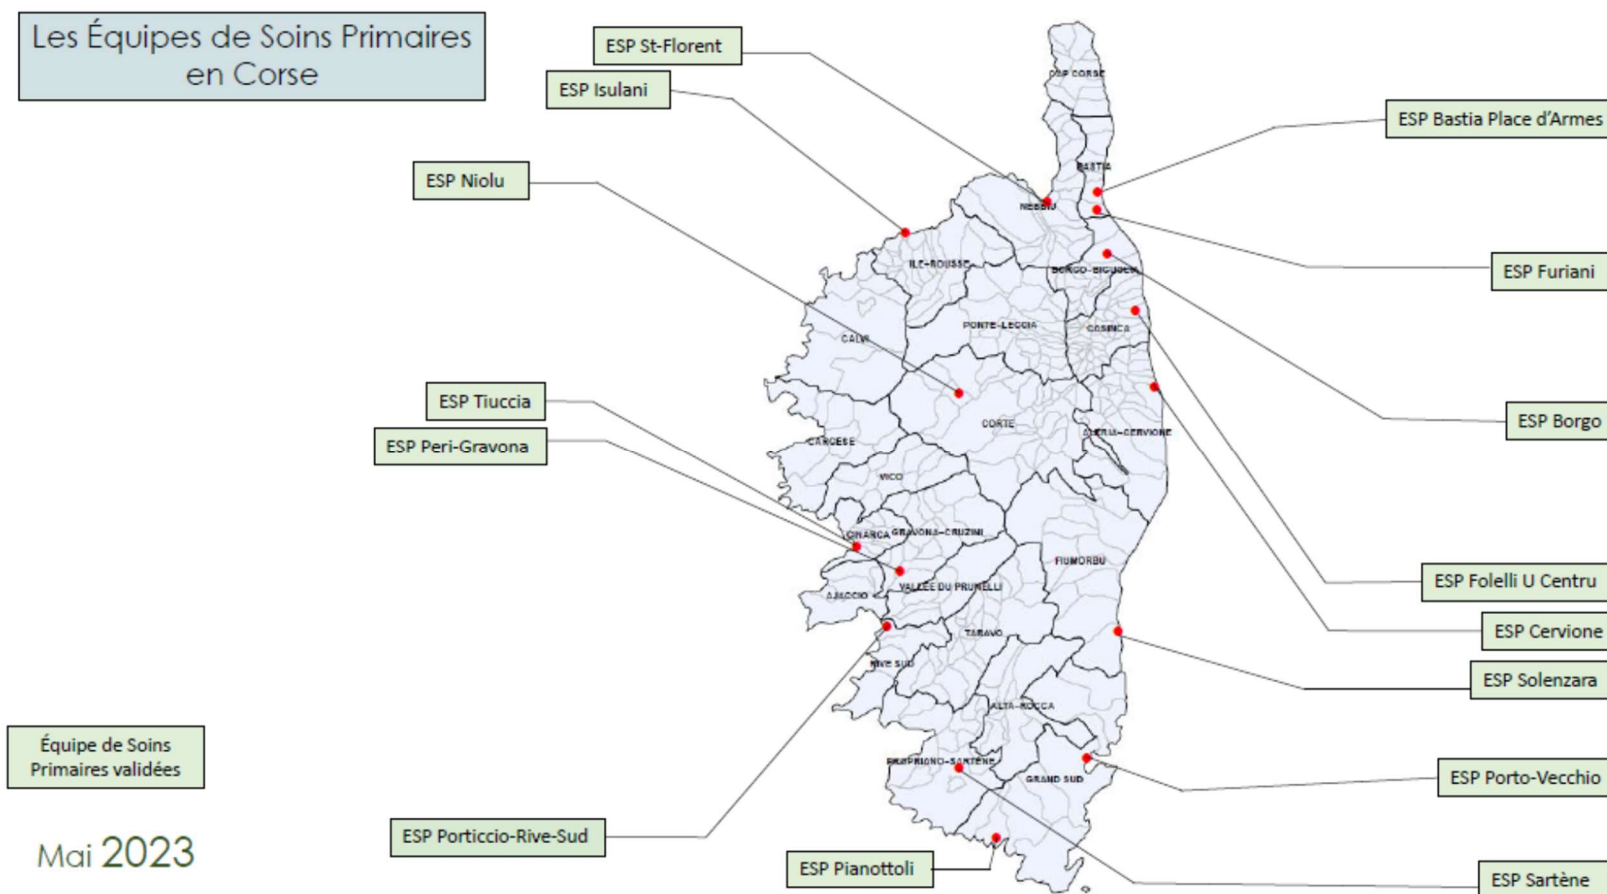 Les Équipes de Soins Primaires
en Corse
ESP St-Florent
ESP Isulani
ESP Niolu
ESP Tiuccia
ESP Peri-Gravona
ESP Porticcio-Rive-Sud
ESP Pianottoli
ESP Bastia Place d'Armes
ESP Furiani
ESP Borgo
ESP Folelli U Centru
ESP Cervione
ESP Solenzara
ESP Porto-Vecchio
ESP Sartène
CAP CORSE
BASTIA
NEBBIU
ILE-ROUSSE
BORGO-BIGUGLIA
CALVI
PONTE-LECCIA
CASINCA
CORTE
ALERIA-CERVIONE
CARGESE
VICO
CINARCA
GRAVONA-CRUZINI
FIUMORBU
AJACCIO
VALLEE DU PRUNELLI
TARAVO
RIVE SUD
ALTA-ROCCA
PROPRIANO-SARTENE
GRAND SUD
Équipe de Soins
Primaires validées
Mai 2023